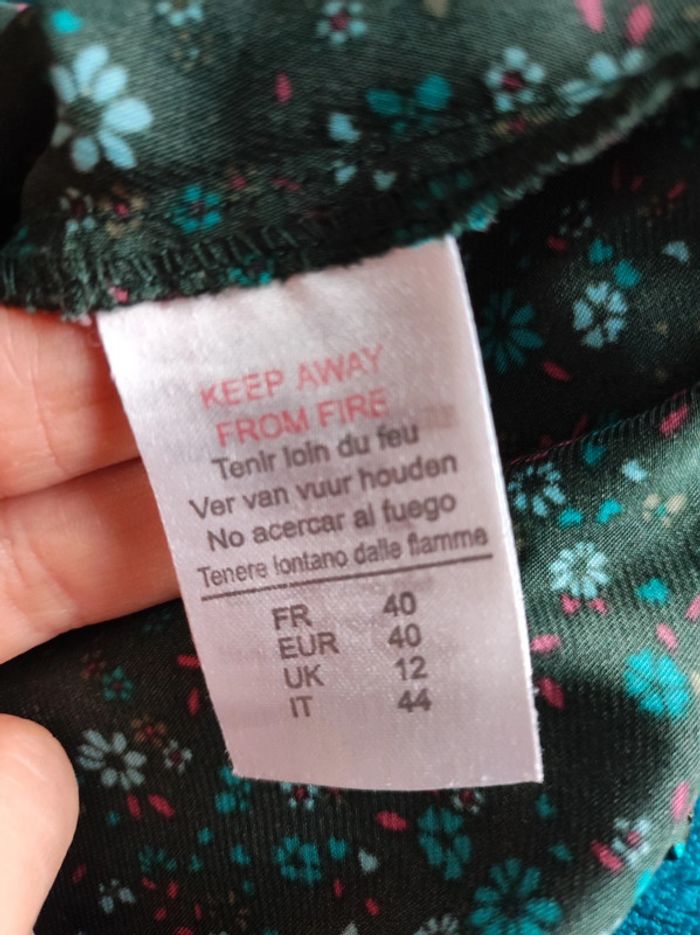 KEEP AWAY
FROM FIRE
Tenir loin du feu
Ver van vuur houden
No acercar al fuego
Tenere lontano dalle fiamme
FR 40
EUR 40
UK 12
IT 44